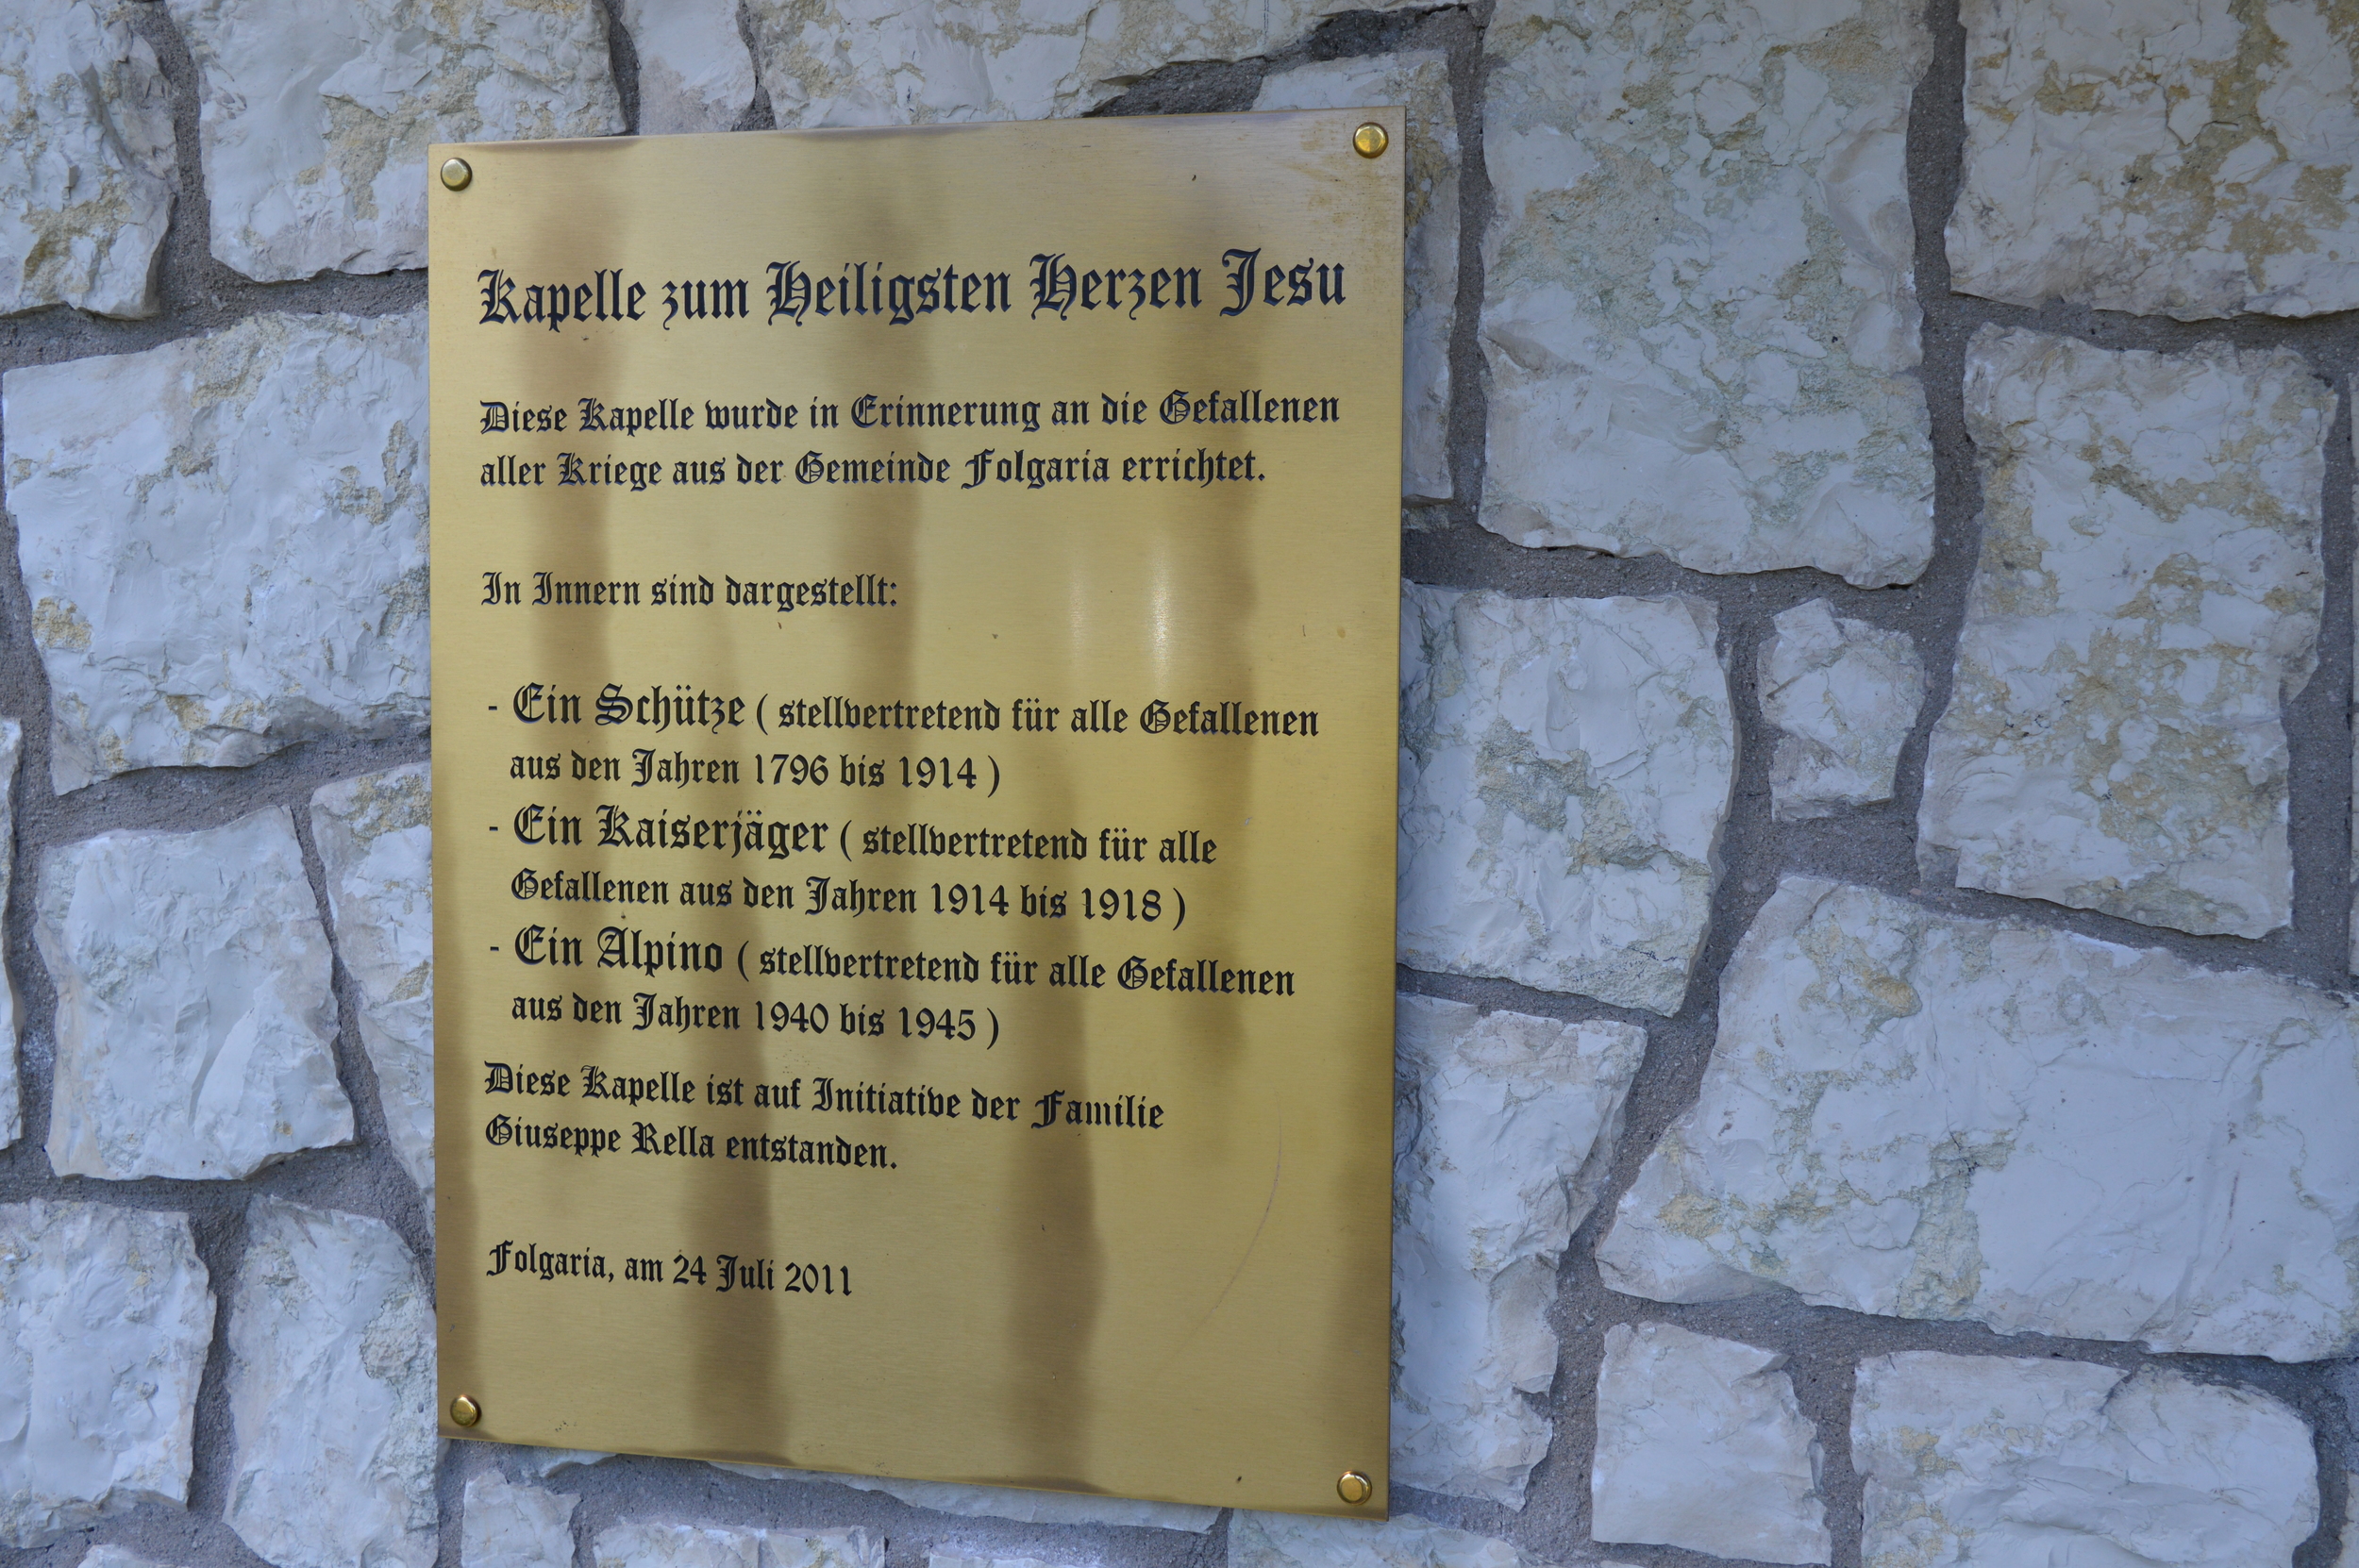 Kapelle zum Heiligsten Herzen Jesu
Diese Kapelle wurde in Erinnerung an die Gefallenen
aller Kriege aus der Gemeinde Folgaria errichtet.
In Innern sind dargestellt:
- Ein Schütze ( stellvertretend für alle Gefallenen
aus den Jahren 1796 bis 1914 )
- Ein Kaiserjäger ( stellvertretend für alle
Gefallenen aus den Jahren 1914 bis 1918 )
- Ein Alpino ( stellvertretend für alle Gefallenen
aus den Jahren 1940 bis 1945 )
Diese Kapelle ist auf Initiative der Familie
Giuseppe Rella entstanden.
Folgaria, am 24 Juli 2011